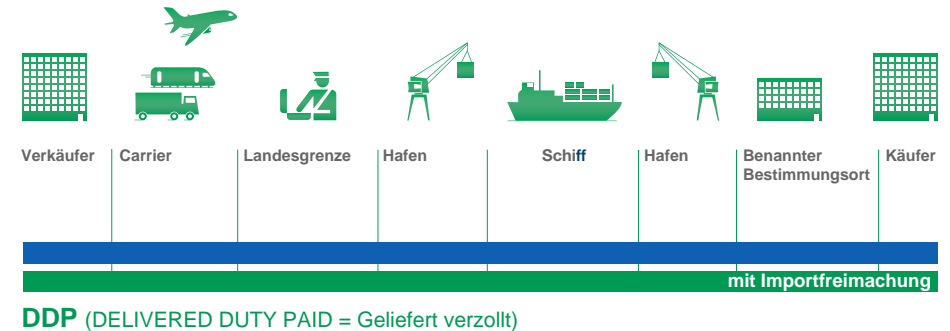 Verkäufer Carrier Landesgrenze Hafen Schiff Hafen Benannter Käufer
Bestimmungsort
mit Importfreimachung
DDP (DELIVERED DUTY PAID = Geliefert verzollt)